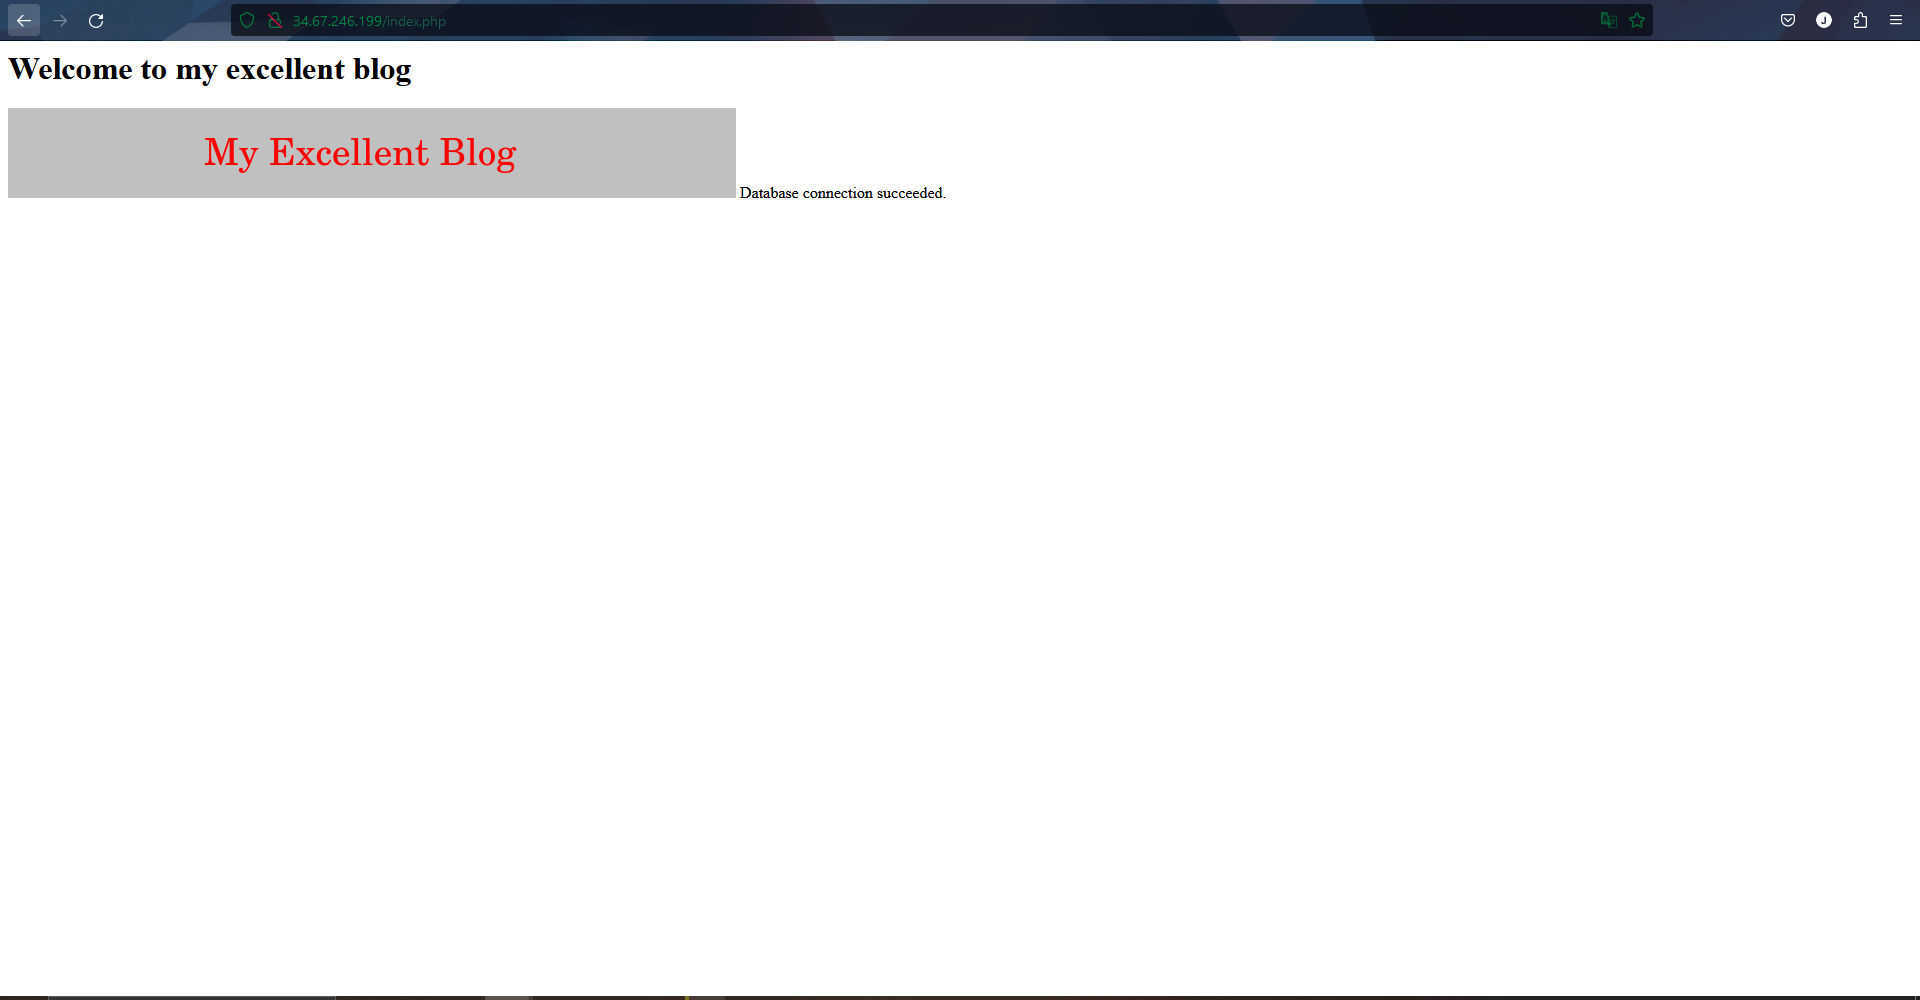 34.67.246.199/index.php
J
Welcome to my excellent blog
My Excellent Blog
Database connection succeeded.